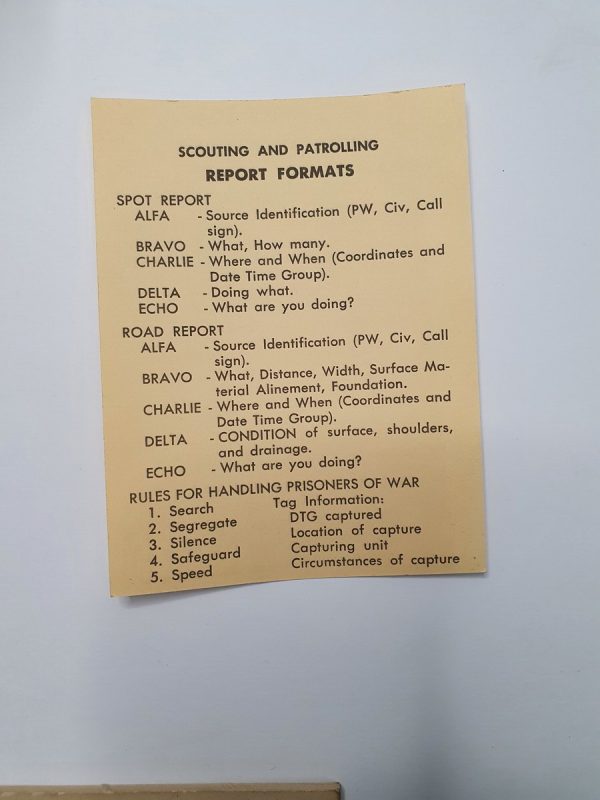 SCOUTING AND PATROLLING
REPORT FORMATS
SPOT REPORT
ALFA - Source Identification (PW, Civ, Call
sign).
BRAVO - What, How many.
CHARLIE - Where and When (Coordinates and
Date Time Group).
DELTA - Doing what.
ECHO - What are you doing?
ROAD REPORT
ALFA - Source Identification (PW, Civ, Call
sign).
BRAVO - What, Distance, Width, Surface Ma-
terial Alinement, Foundation.
CHARLIE - Where and When (Coordinates and
Date Time Group).
DELTA - CONDITION of surface, shoulders,
and drainage.
ECHO - What are you doing?
RULES FOR HANDLING PRISONERS OF WAR
1. Search
2. Segregate
3. Silence
4. Safeguard
5. Speed
Tag Information:
DTG captured
Location of capture
Capturing unit
Circumstances of capture